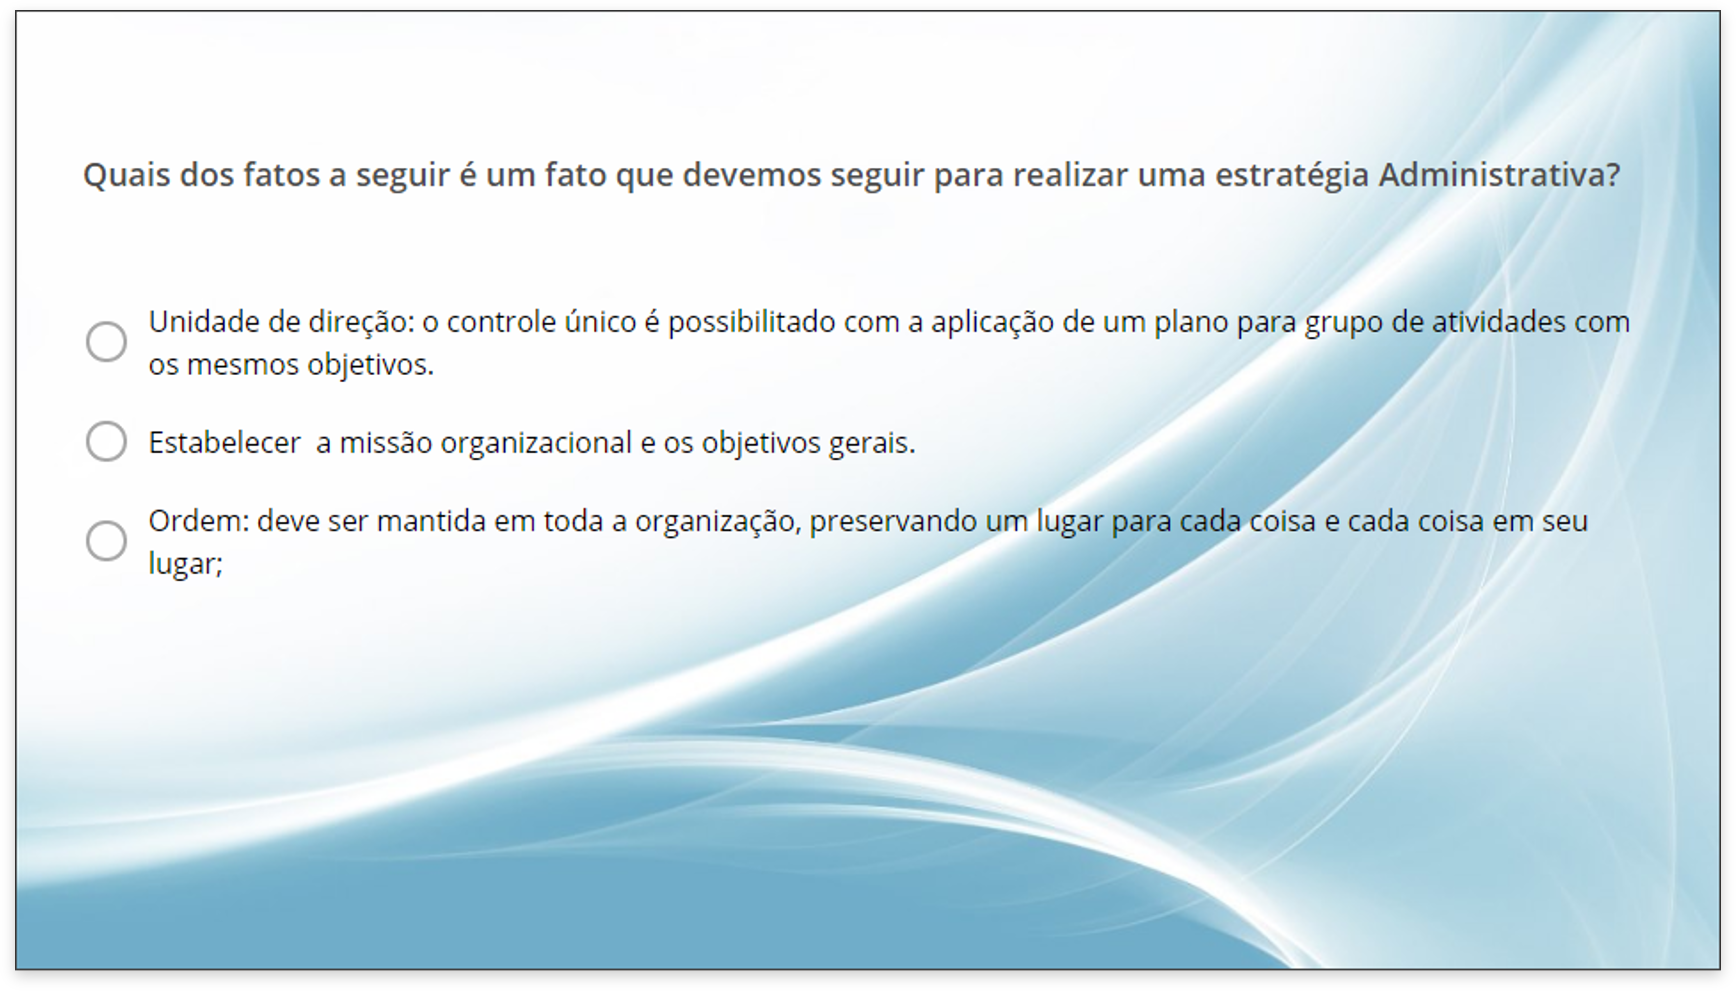 Quais dos fatos a seguir é um fato que devemos seguir para realizar uma estratégia Administrativa?
Unidade de direção: o controle único é possibilitado com a aplicação de um plano para grupo de atividades com
os mesmos objetivos.
Estabelecer  a missão organizacional e os objetivos gerais.
Ordem: deve ser mantida em toda a organização, preservando um lugar para cada coisa e cada coisa em seu
lugar;